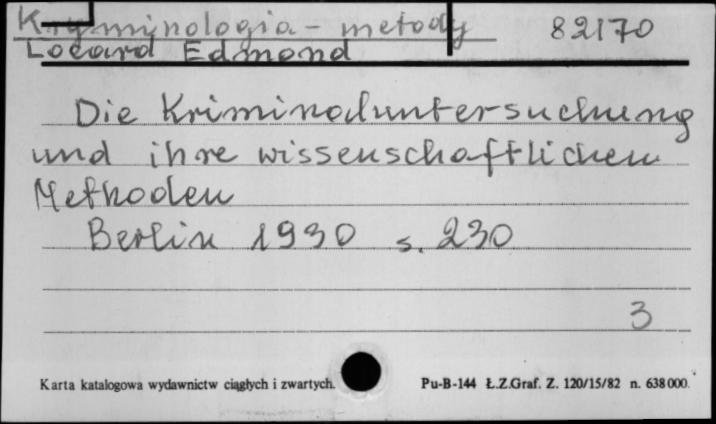 Kryminologia - metody 82170
Locard Edmond
Die Kriminaluntersuchung
und ihre wissenschaftlichen
Methoden
Berlin 1930 s. 230
3
Karta katalogowa wydawnictw ciągłych i zwartych. Pu-B-144 Ł.Z.Graf. Z. 120/15/82 n. 638000.